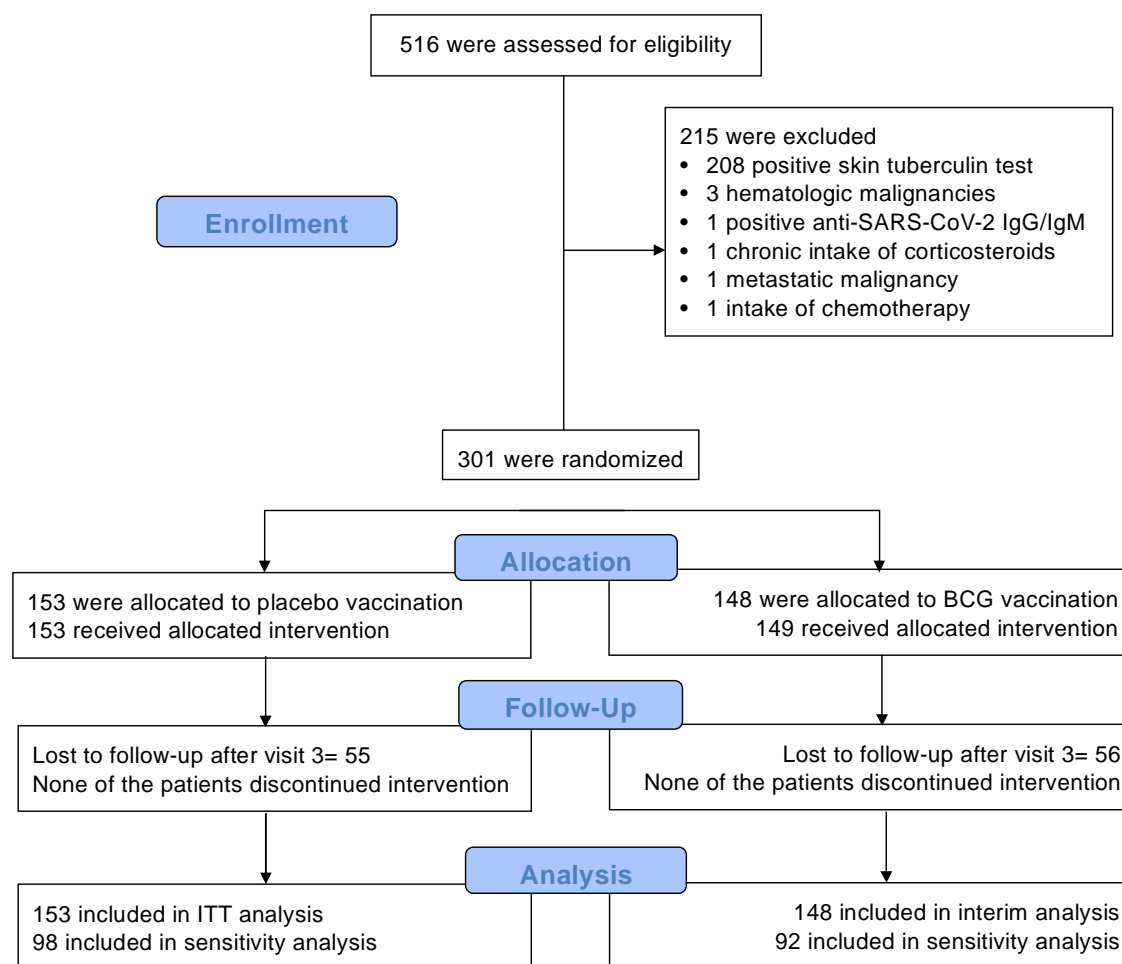 516 were assessed for eligibility
215 were excluded
• 208 positive skin tuberculin test
• 3 hematologic malignancies
• 1 positive anti-SARS-CoV-2 IgG/IgM
• 1 chronic intake of corticosteroids
• 1 metastatic malignancy
• 1 intake of chemotherapy
Enrollment
301 were randomized
Allocation
153 were allocated to placebo vaccination
153 received allocated intervention
148 were allocated to BCG vaccination
149 received allocated intervention
Follow-Up
Lost to follow-up after visit 3= 55
None of the patients discontinued intervention
Lost to follow-up after visit 3= 56
None of the patients discontinued intervention
Analysis
153 included in ITT analysis
98 included in sensitivity analysis
148 included in interim analysis
92 included in sensitivity analysis